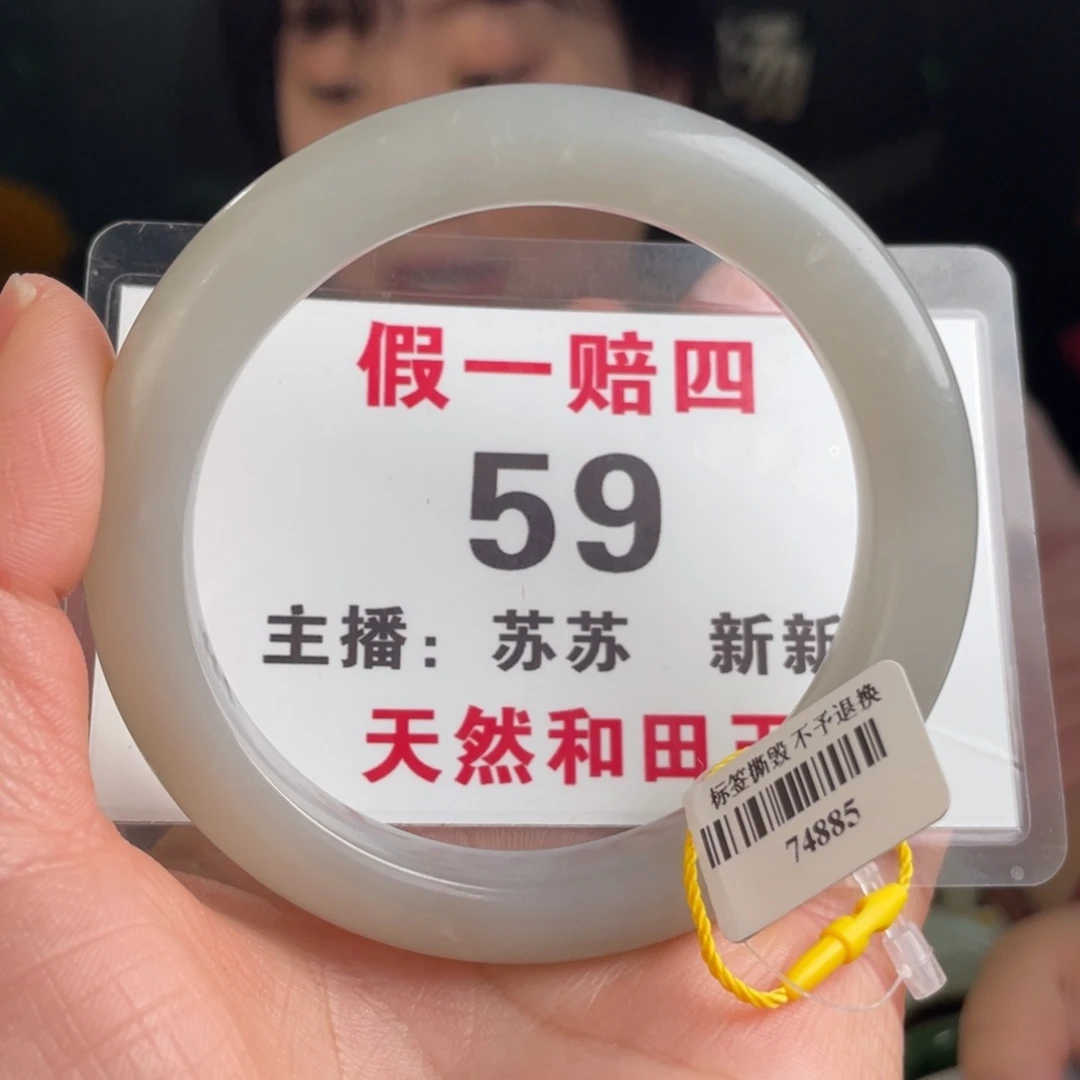 假一赔四
59
主播: 苏苏 新新
天然和田玉
标签撕毁 不予退换
74885